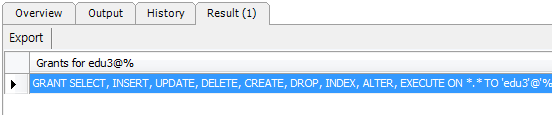 Overview Output History Result (1)
Export
Grants for edu3@%
GRANT SELECT, INSERT, UPDATE, DELETE, CREATE, DROP, INDEX, ALTER, EXECUTE ON *.* TO 'edu3'@'%